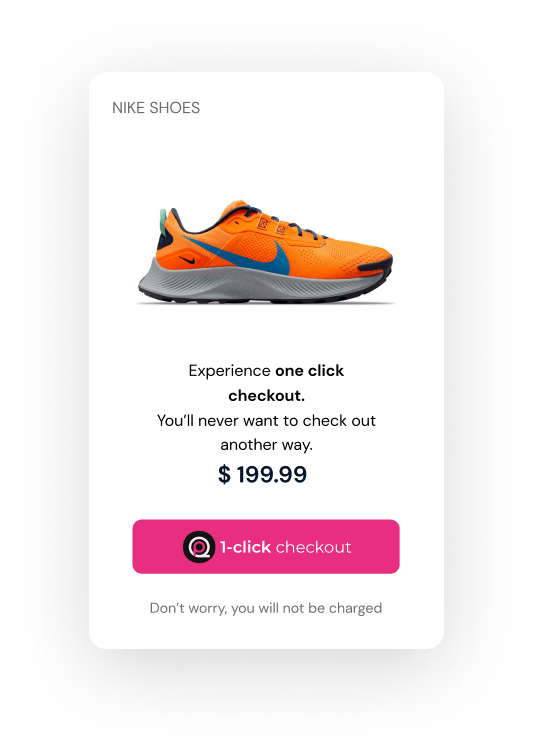 NIKE SHOES
Experience one click
checkout.
You’ll never want to check out
another way.
$ 199.99
1-click checkout
Don’t worry, you will not be charged